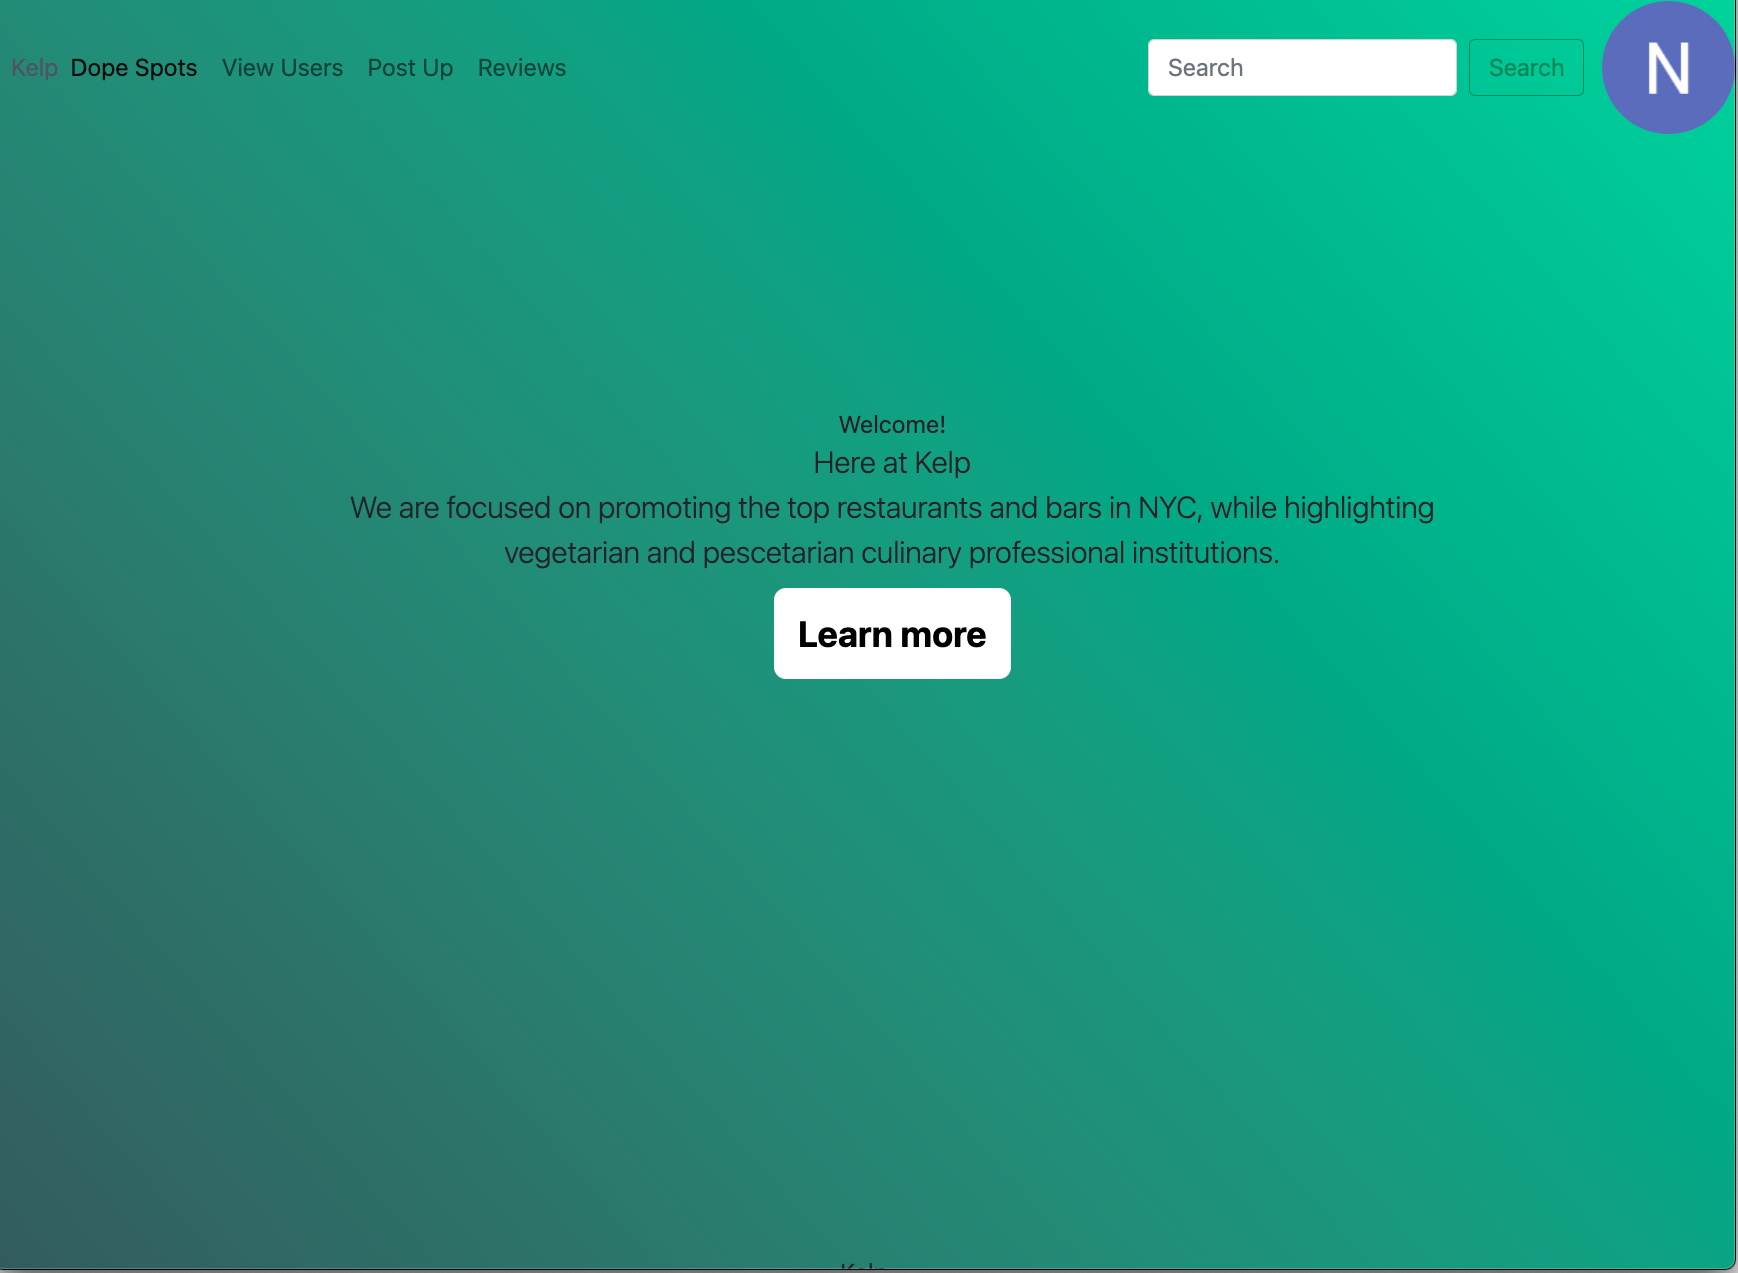 Kelp Dope Spots View Users Post Up Reviews Search Search N
Welcome!
Here at Kelp
We are focused on promoting the top restaurants and bars in NYC, while highlighting
vegetarian and pescetarian culinary professional institutions.
Learn more
Kelp